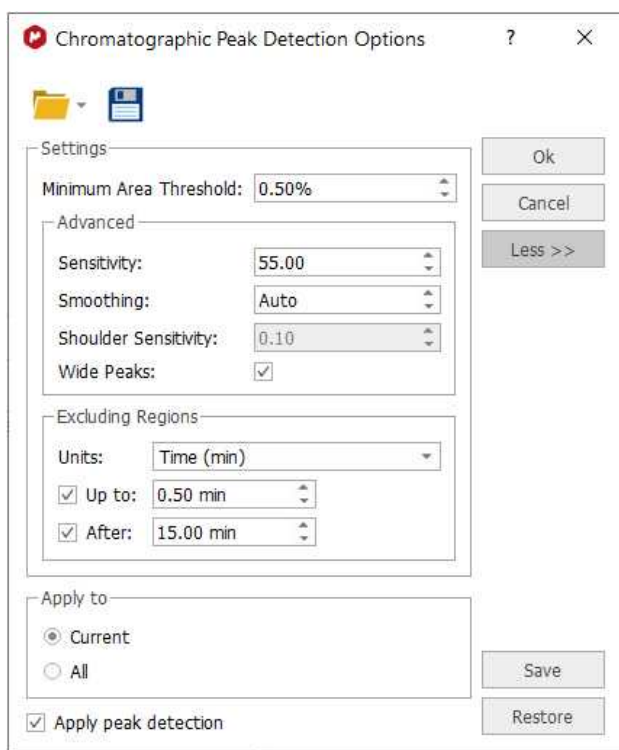 Chromatographic Peak Detection Options
?
Settings
Minimum Area Threshold: 0.50%
Advanced
Sensitivity: 55.00
Smoothing: Auto
Shoulder Sensitivity: 0.10
Wide Peaks:
Excluding Regions
Units: Time (min)
Up to: 0.50 min
After: 15.00 min
Apply to
Current
All
Apply peak detection
Ok
Cancel
Less >>
Save
Restore